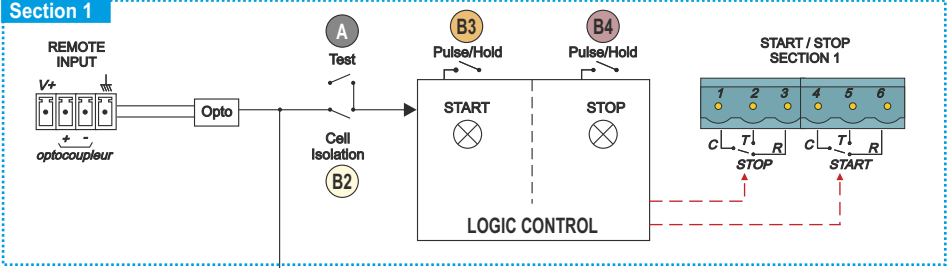 Section 1
REMOTE
INPUT
V+
+ -
optocoupleur
Opto
A
Test
Cell
Isolation
B2
B3
Pulse/Hold
START
B4
Pulse/Hold
STOP
LOGIC CONTROL
START / STOP
SECTION 1
1 2 3 4 5 6
C T R C T R
STOP START